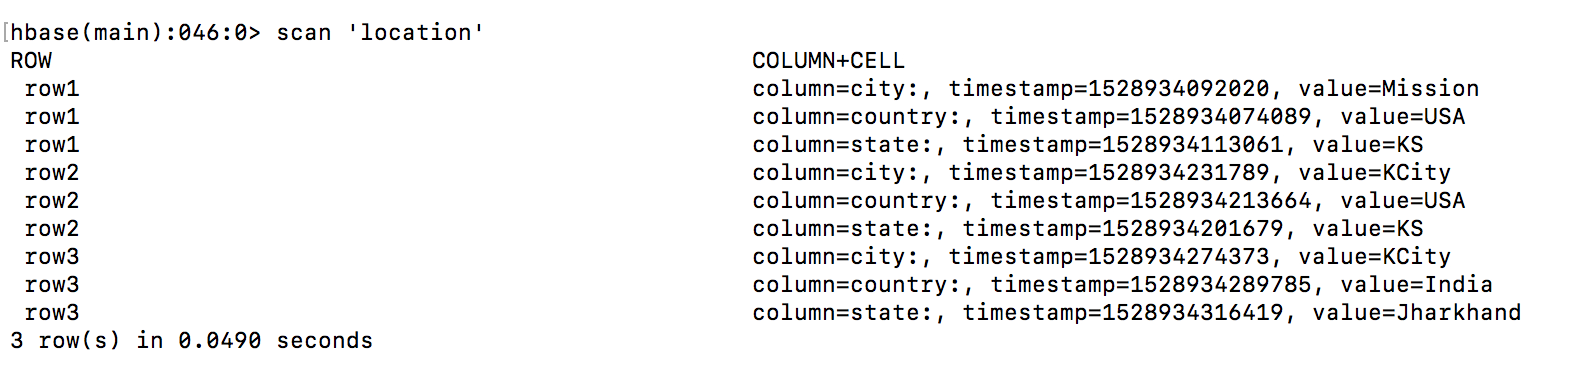 [hbase(main):046:0> scan 'location'
ROW COLUMN+CELL
row1 column=city:, timestamp=1528934092020, value=Mission
row1 column=country:, timestamp=1528934074089, value=USA
row1 column=state:, timestamp=1528934113061, value=KS
row2 column=city:, timestamp=1528934231789, value=KCity
row2 column=country:, timestamp=1528934213664, value=USA
row2 column=state:, timestamp=1528934201679, value=KS
row3 column=city:, timestamp=1528934274373, value=KCity
row3 column=country:, timestamp=1528934289785, value=India
row3 column=state:, timestamp=1528934316419, value=Jharkhand
3 row(s) in 0.0490 seconds